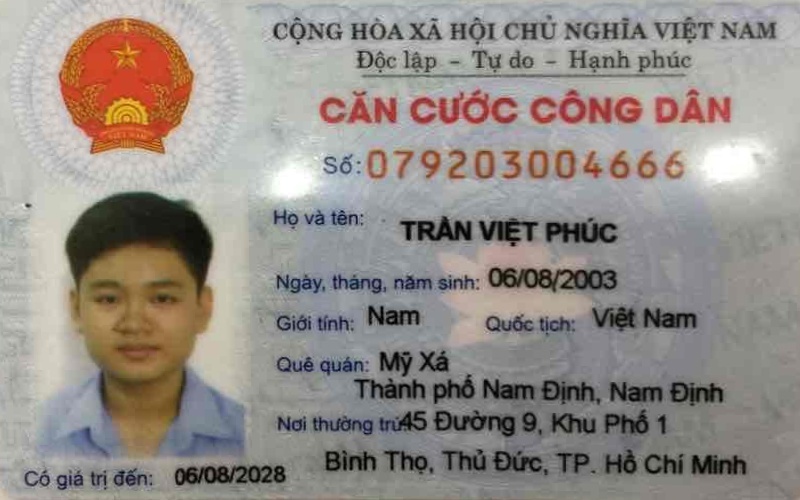 CỘNG HÒA XÃ HỘI CHỦ NGHĨA VIỆT NAM
Độc lập - Tự do - Hạnh phúc
CĂN CƯỚC CÔNG DÂN
Số: 079203004666
Họ và tên: TRẦN VIỆT PHÚC
Ngày, tháng, năm sinh: 06/08/2003
Giới tính: Nam Quốc tịch: Việt Nam
Quê quán: Mỹ Xá
Thành phố Nam Định, Nam Định
Nơi thường trú: 45 Đường 9, Khu Phố 1
Bình Thọ, Thủ Đức, TP. Hồ Chí Minh
Có giá trị đến: 06/08/2028